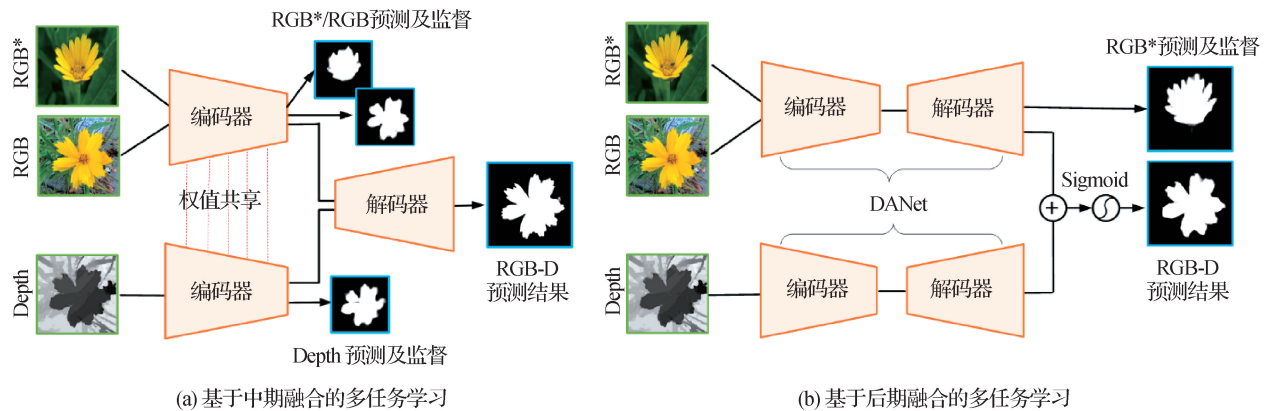 RGB*/RGB预测及监督
RGB*
RGB
编码器
权值共享
解码器
Depth
编码器
RGB-D
预测结果
Depth 预测及监督
(a) 基于中期融合的多任务学习
RGB*预测及监督
RGB*
RGB
编码器
解码器
DANet
Sigmoid
Depth
编码器
解码器
RGB-D
预测结果
(b) 基于后期融合的多任务学习